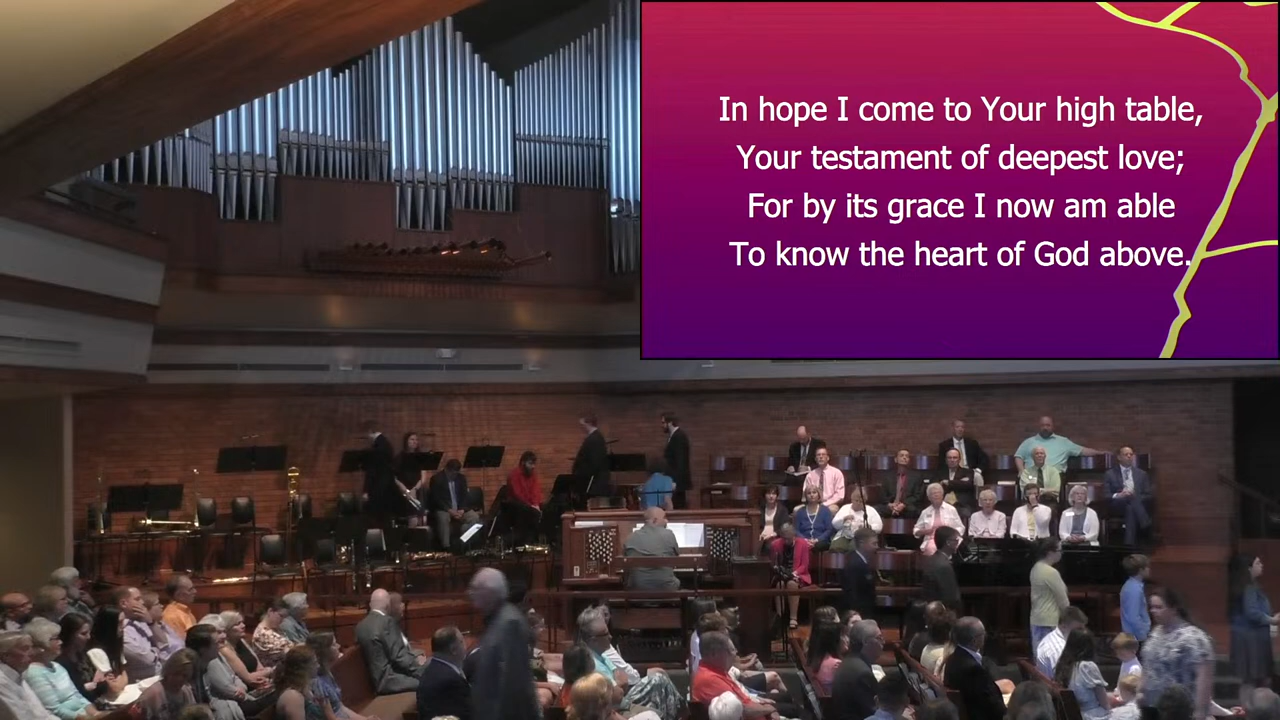 In hope I come to Your high table,
Your testament of deepest love;
For by its grace I now am able
To know the heart of God above.